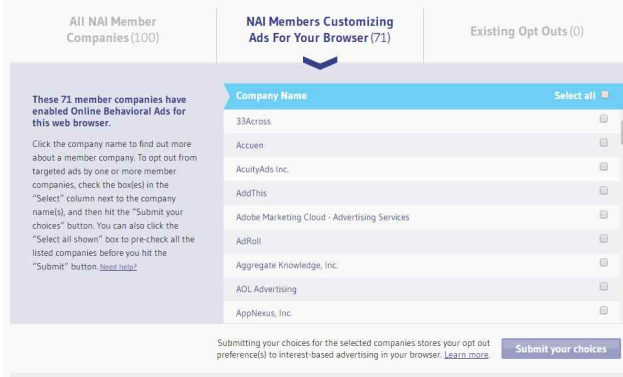 All NAI Member
Companies (100)
NAI Members Customizing
Ads For Your Browser (71)
Existing Opt Outs (0)
These 71 member companies have
enabled Online Behavioral Ads for
this web browser.
Click the company name to find out more
about a member company. To opt out from
targeted ads by one or more member
companies, check the box(es) in the
"Select" column next to the company
name(s), and then hit the "Submit your
choices" button. You can also click the
"Select all shown" box to pre-check all the
listed companies before you hit the
"Submit" button. Need help?
Company Name Select all
33Across
Accuen
AcuityAds Inc.
AddThis
Adobe Marketing Cloud - Advertising Services
AdRoll
Aggregate Knowledge, Inc.
AOL Advertising
AppNexus, Inc.
Submitting your choices for the selected companies stores your opt out
preference(s) to interest-based advertising in your browser. Learn more.
Submit your choices